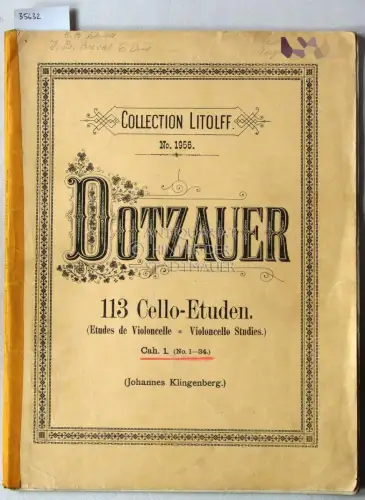 35632
COLLECTION LITOLFF.
No. 1956.
DOTZAUER
113 Cello-Etuden.
(Etudes de Violoncelle = Violoncello Studies.)
Cah. 1. (No. 1—34.)
(Johannes Klingenberg.)